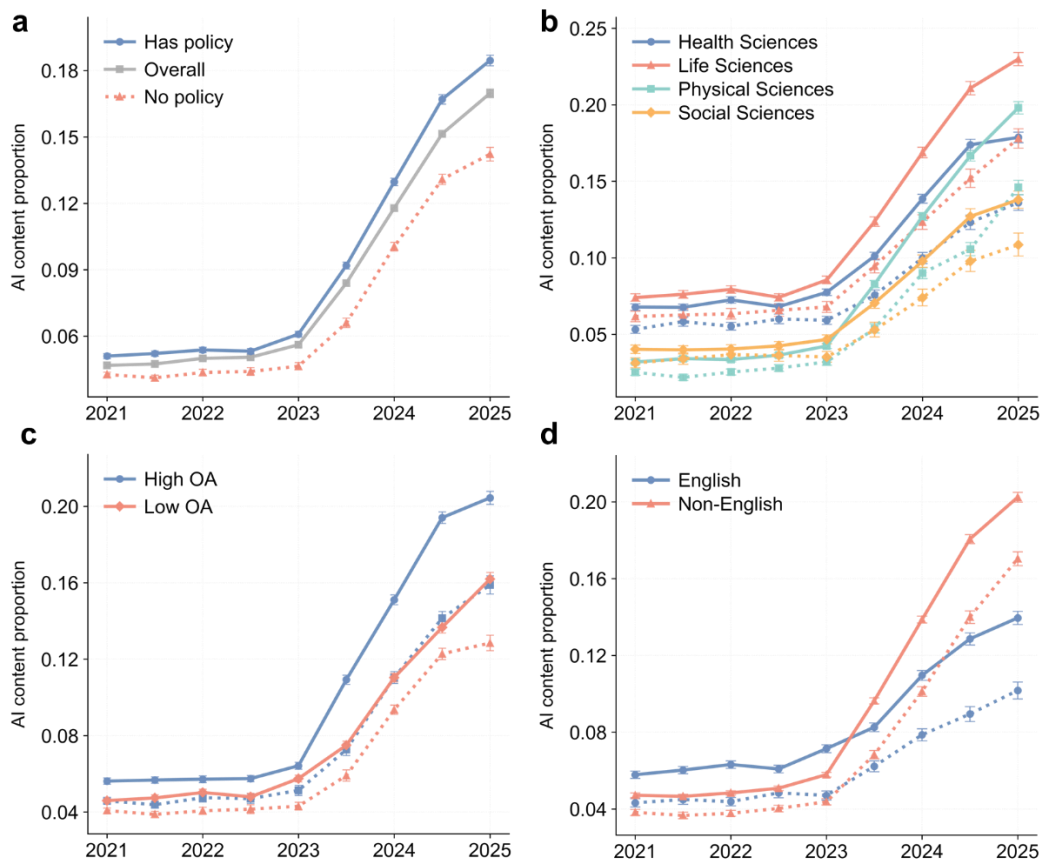 a
Has policy
Overall
No policy
AI content proportion
0.18
0.15
0.12
0.09
0.06
2021
2022
2023
2024
2025
b
Health Sciences
Life Sciences
Physical Sciences
Social Sciences
AI content proportion
0.25
0.20
0.15
0.10
0.05
2021
2022
2023
2024
2025
c
High OA
Low OA
AI content proportion
0.20
0.16
0.12
0.08
0.04
2021
2022
2023
2024
2025
d
English
Non-English
AI content proportion
0.20
0.16
0.12
0.08
0.04
2021
2022
2023
2024
2025